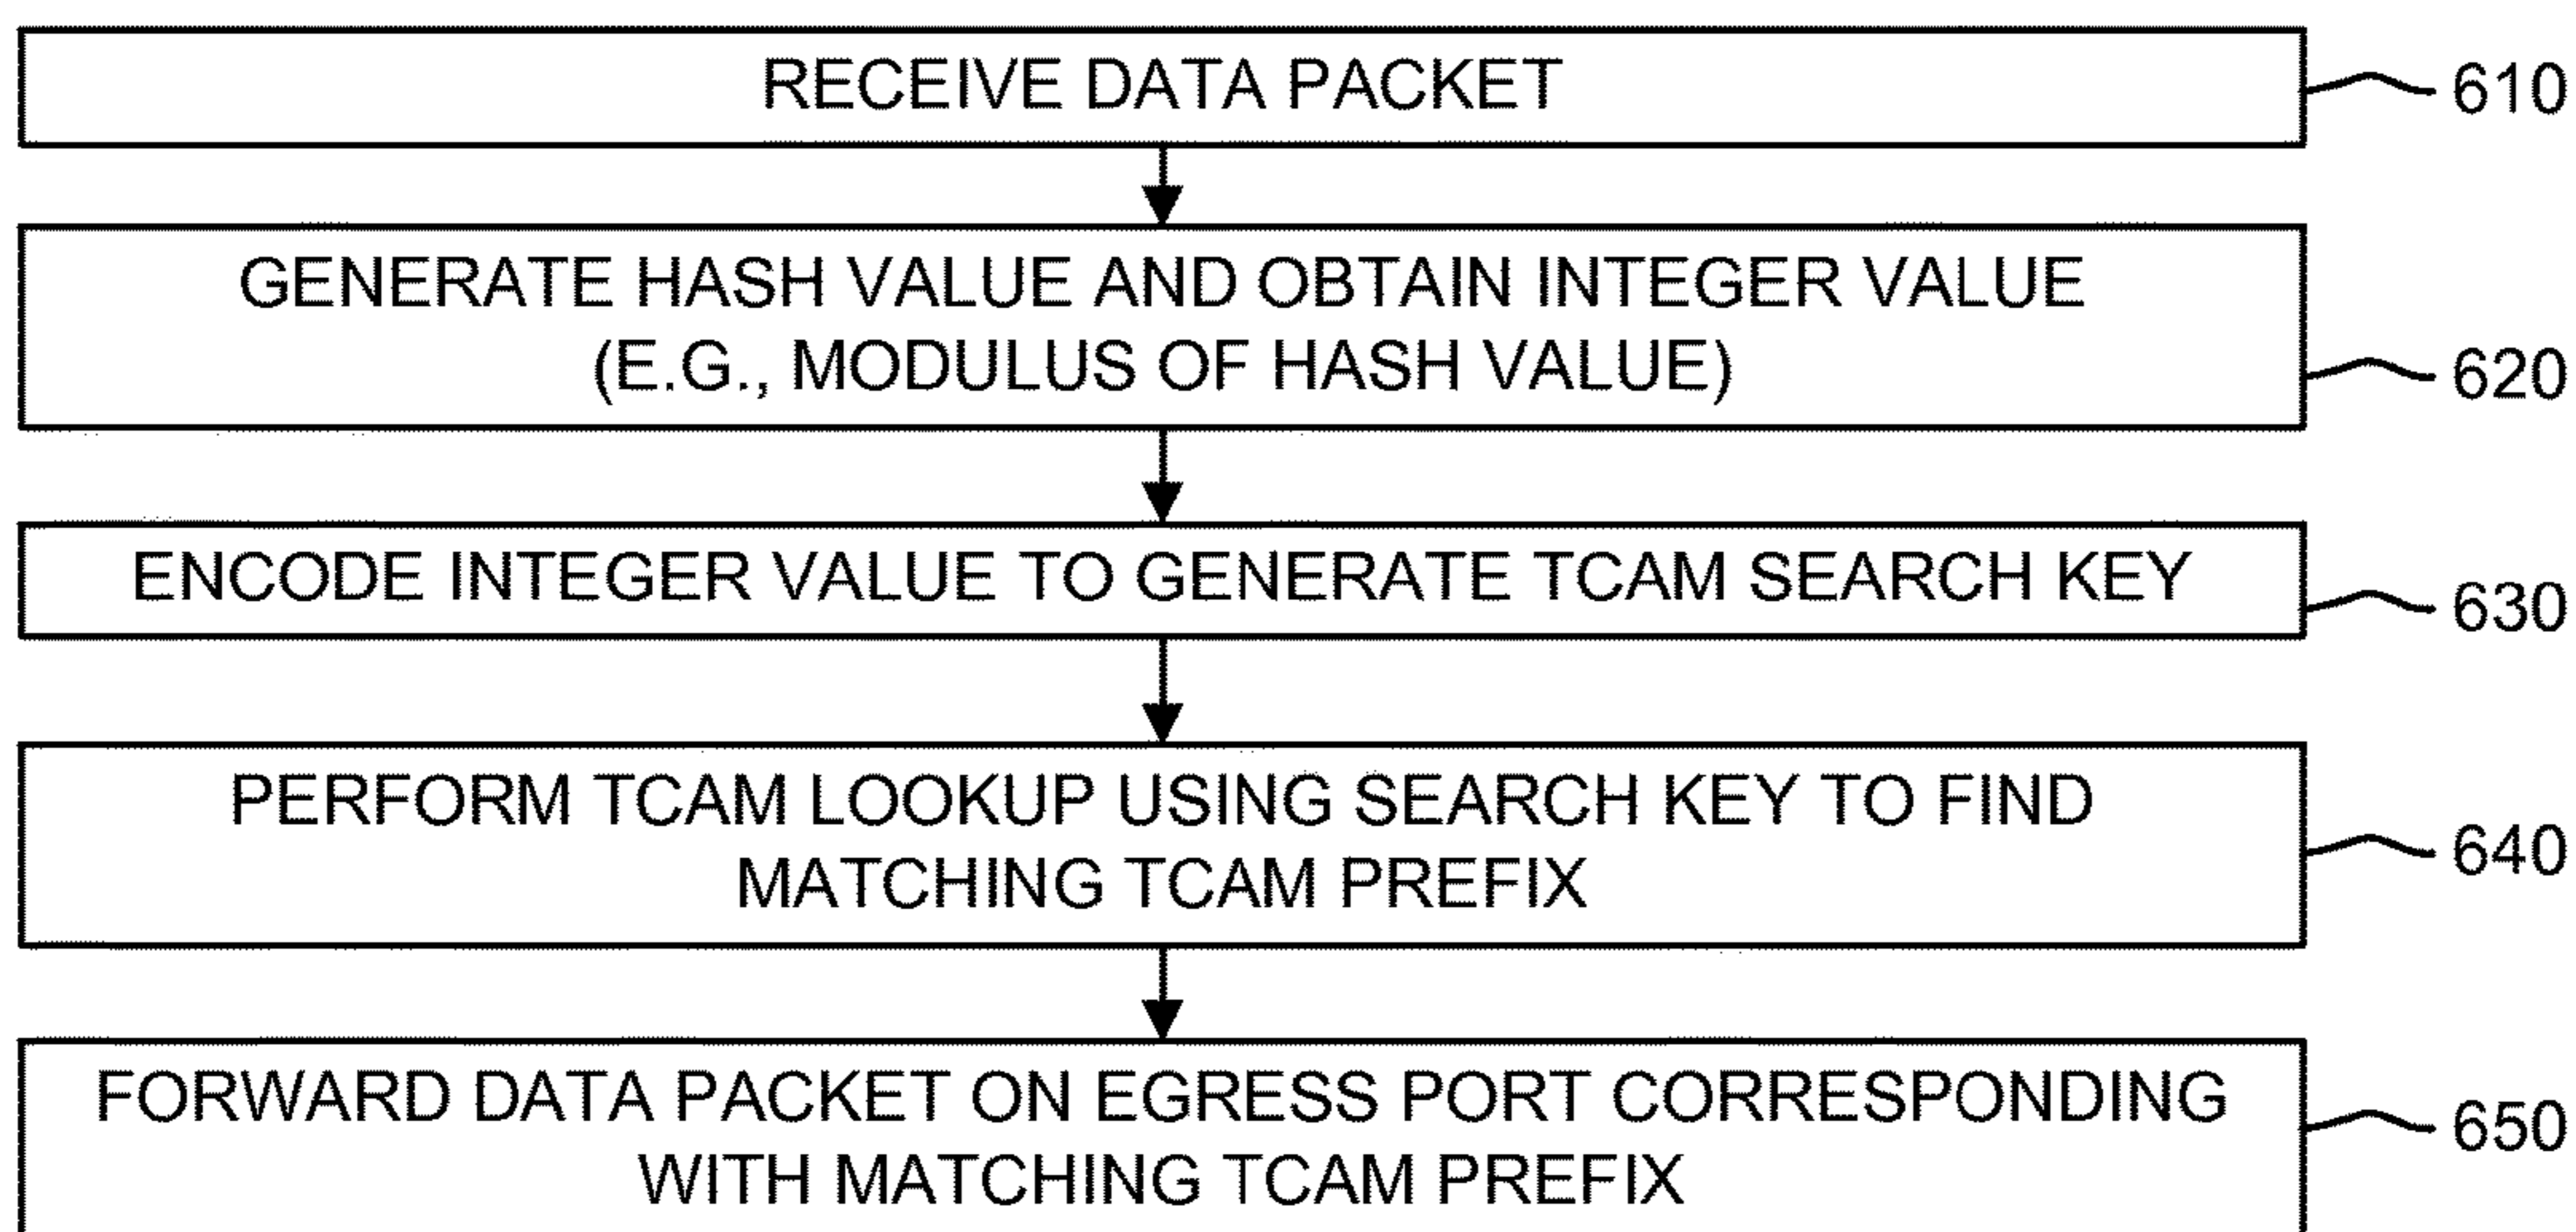 RECEIVE DATA PACKET
610
GENERATE HASH VALUE AND OBTAIN INTEGER VALUE
(E.G., MODULUS OF HASH VALUE)
620
ENCODE INTEGER VALUE TO GENERATE TCAM SEARCH KEY
630
PERFORM TCAM LOOKUP USING SEARCH KEY TO FIND
MATCHING TCAM PREFIX
640
FORWARD DATA PACKET ON EGRESS PORT CORRESPONDING
WITH MATCHING TCAM PREFIX
650